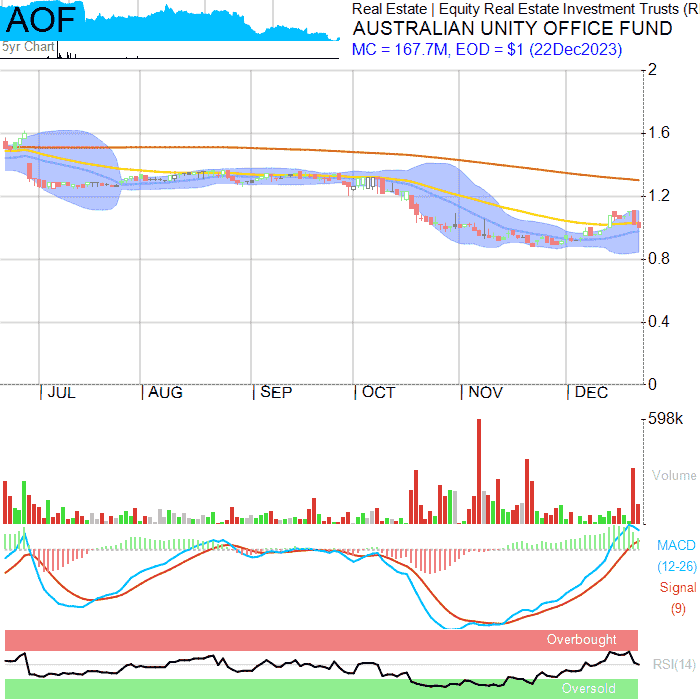 AOF
5yr Chart
Real Estate | Equity Real Estate Investment Trusts (R
AUSTRALIAN UNITY OFFICE FUND
MC = 167.7M, EOD = $1 (22Dec2023)
2
1.6
1.2
0.8
0.4
0
| JUL | AUG | SEP | OCT | NOV | DEC
598k
Volume
MACD
(12-26)
Signal
(9)
Overbought
RSI(14)
Oversold